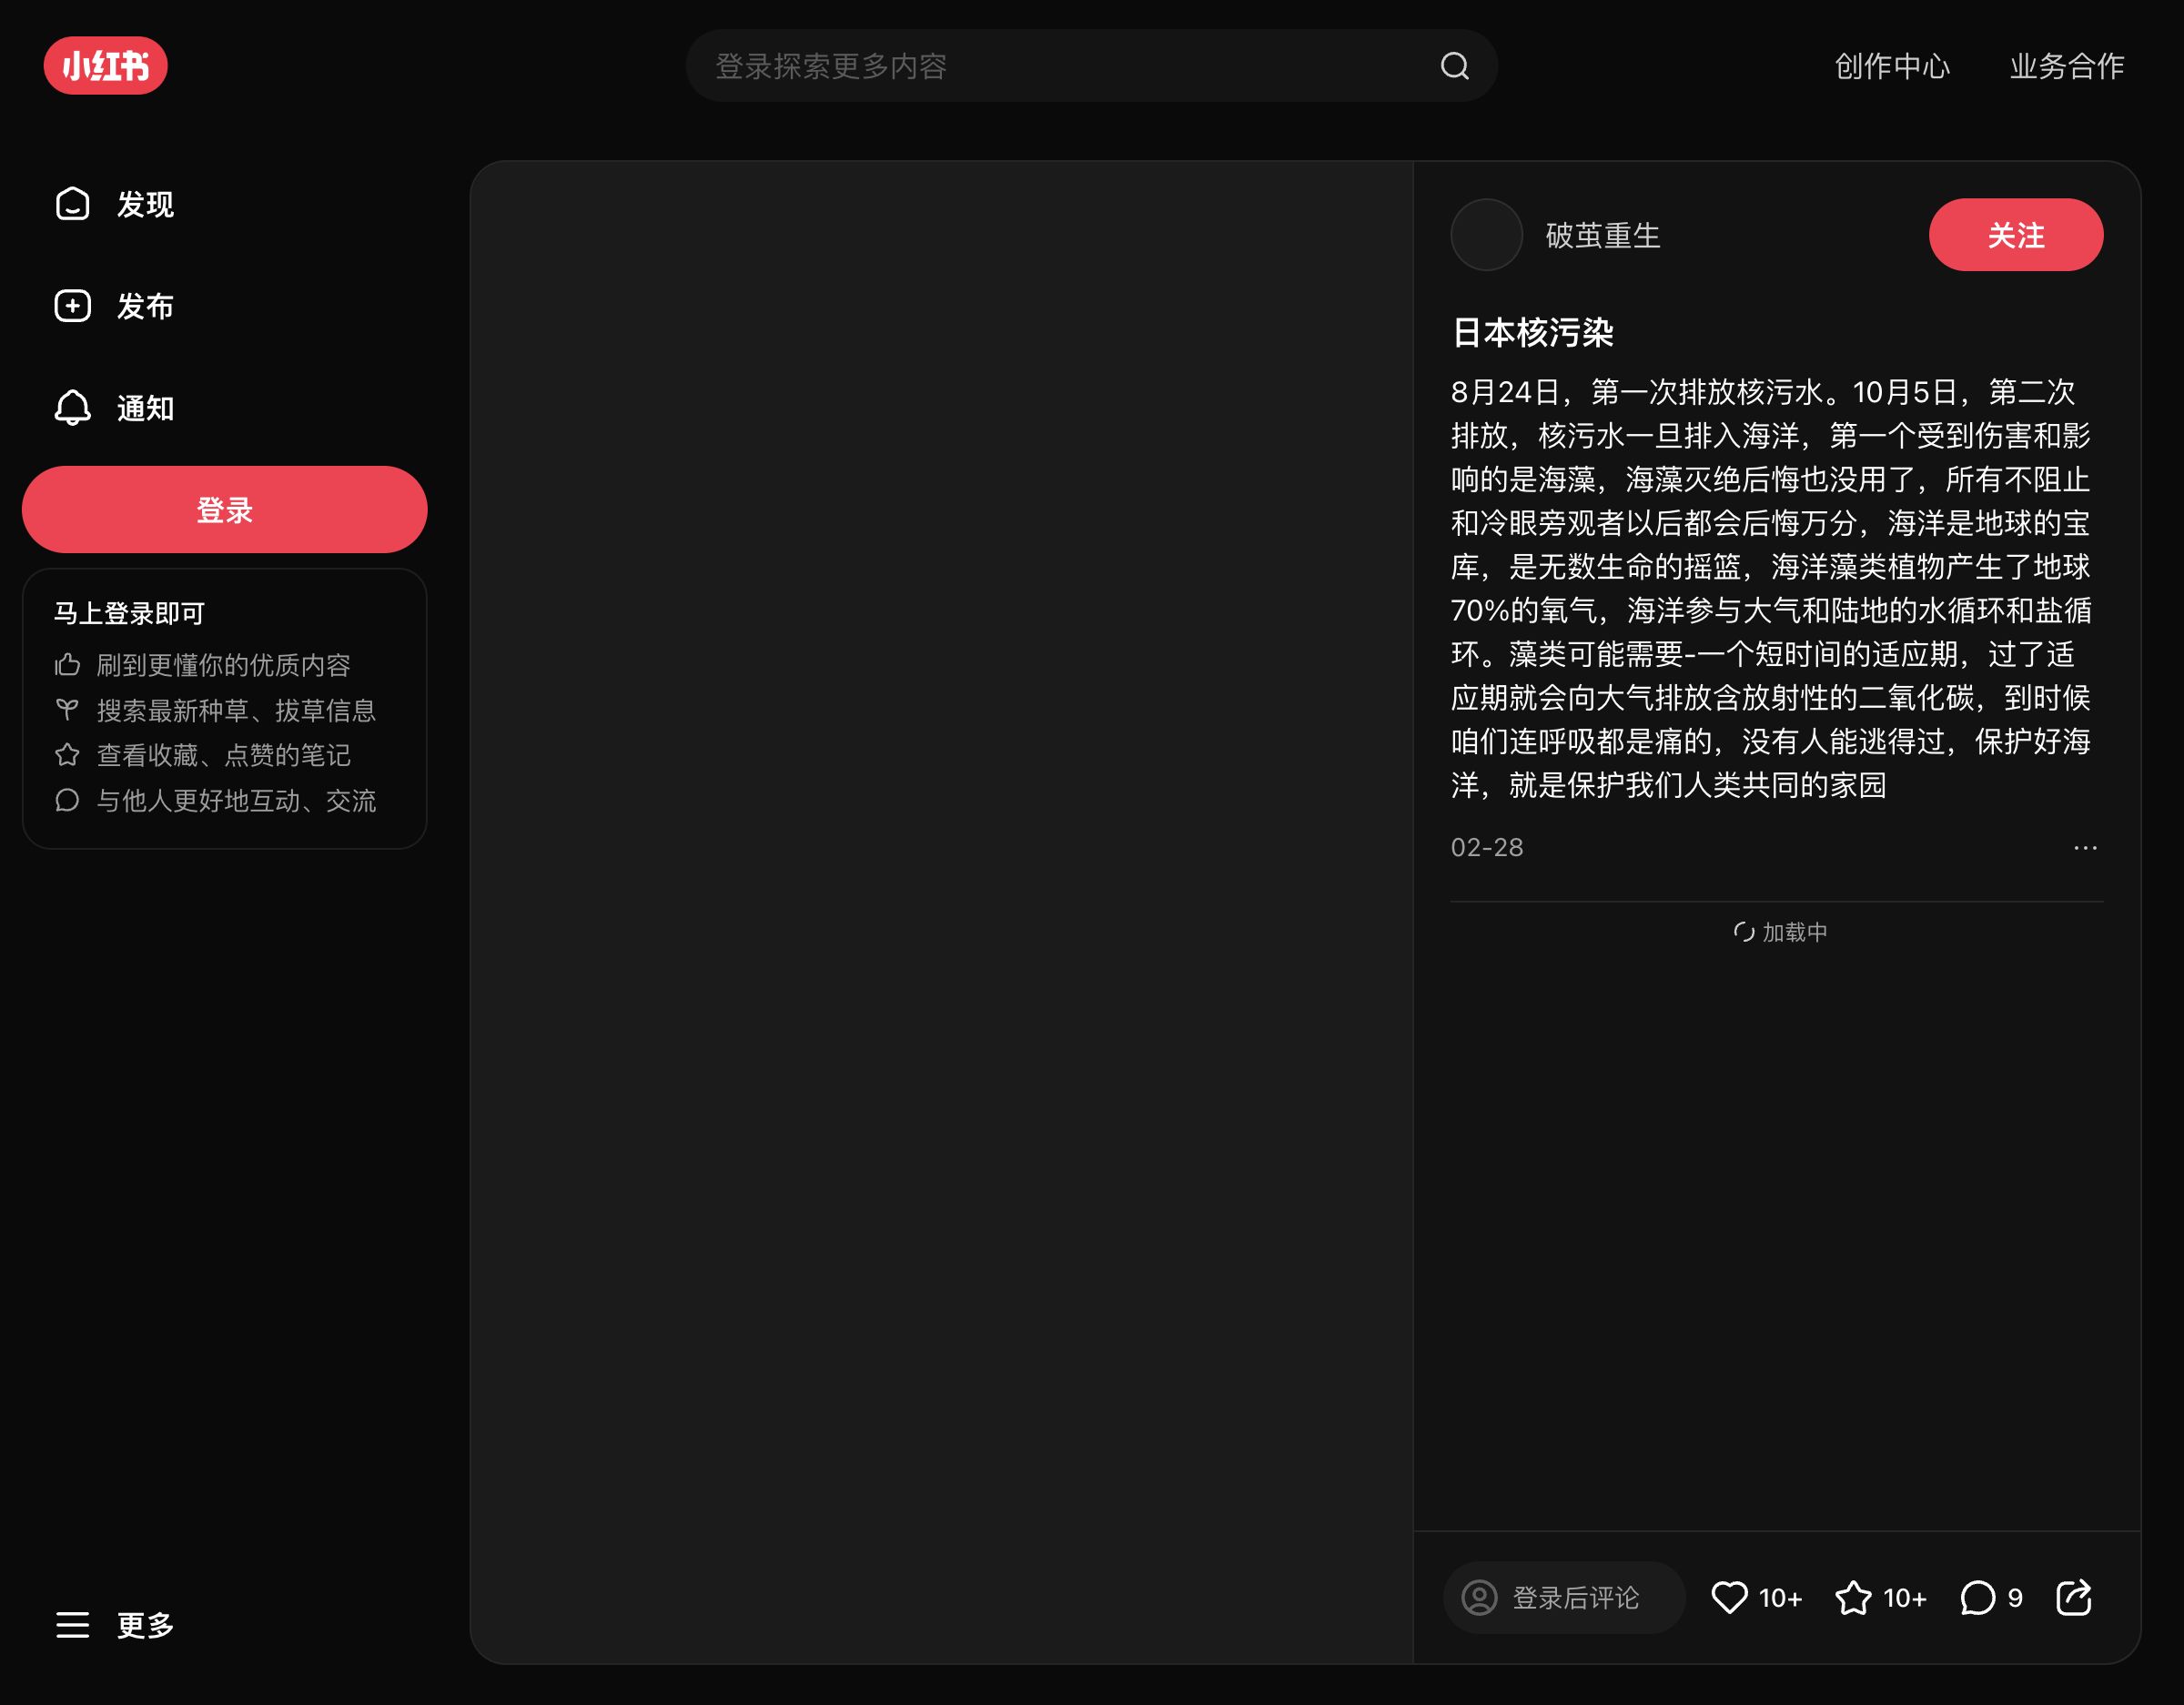 小红书
登录探索更多内容
创作中心
业务合作
发现
发布
通知
登录
马上登录即可
刷到更懂你的优质内容
搜索最新种草、拔草信息
查看收藏、点赞的笔记
与他人更好地互动、交流
更多
破茧重生
关注
日本核污染
8月24日，第一次排放核污水。10月5日，第二次
排放，核污水一旦排入海洋，第一个受到伤害和影
响的是海藻，海藻灭绝后悔也没用了，所有不阻止
和冷眼旁观者以后都会后悔万分，海洋是地球的宝
库，是无数生命的摇篮，海洋藻类植物产生了地球
70%的氧气，海洋参与大气和陆地的水循环和盐循
环。藻类可能需要-一个短时间的适应期，过了适
应期就会向大气排放含放射性的二氧化碳，到时候
咱们连呼吸都是痛的，没有人能逃得过，保护好海
洋，就是保护我们人类共同的家园
02-28
加载中
登录后评论
10+
10+
9